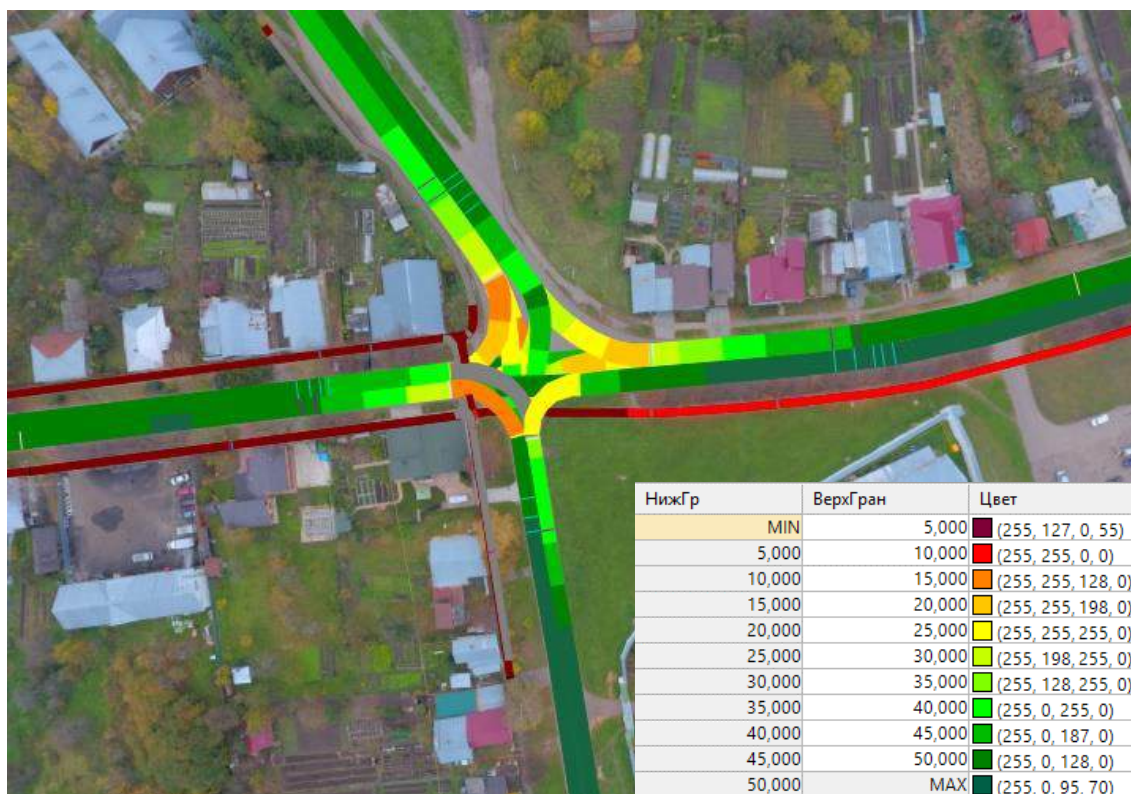 НижГр ВерхГран Цвет
MIN 5,000 (255, 127, 0, 55)
5,000 10,000 (255, 255, 0, 0)
10,000 15,000 (255, 255, 128, 0)
15,000 20,000 (255, 255, 198, 0)
20,000 25,000 (255, 255, 255, 0)
25,000 30,000 (255, 198, 255, 0)
30,000 35,000 (255, 128, 255, 0)
35,000 40,000 (255, 0, 255, 0)
40,000 45,000 (255, 0, 187, 0)
45,000 50,000 (255, 0, 128, 0)
50,000 MAX (255, 0, 95, 70)